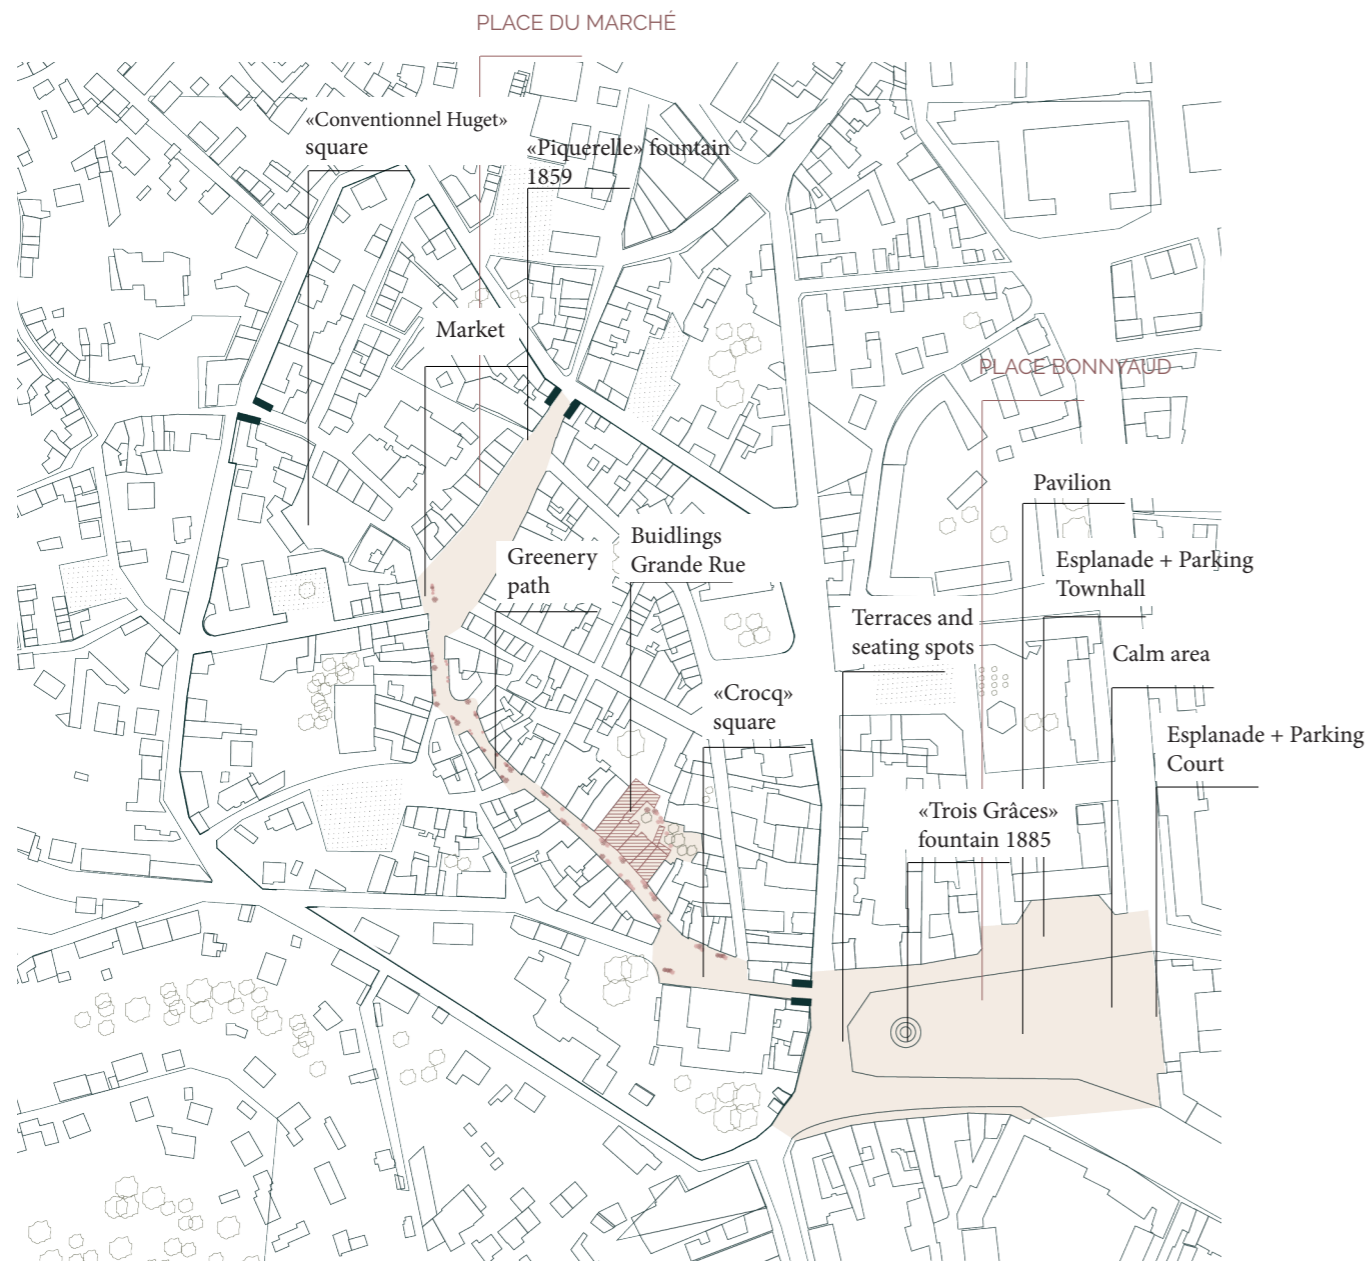 PLACE DU MARCHÉ
«Conventionnel Huget»
square
«Piquerelle» fountain
1859
Market
PLACE BONNYAUD
Pavilion
Buidlings
Grande Rue
Greenery
path
Esplanade + Parking
Townhall
Terraces and
seating spots
Calm area
«Crocq»
square
Esplanade + Parking
Court
«Trois Grâces»
fountain 1885